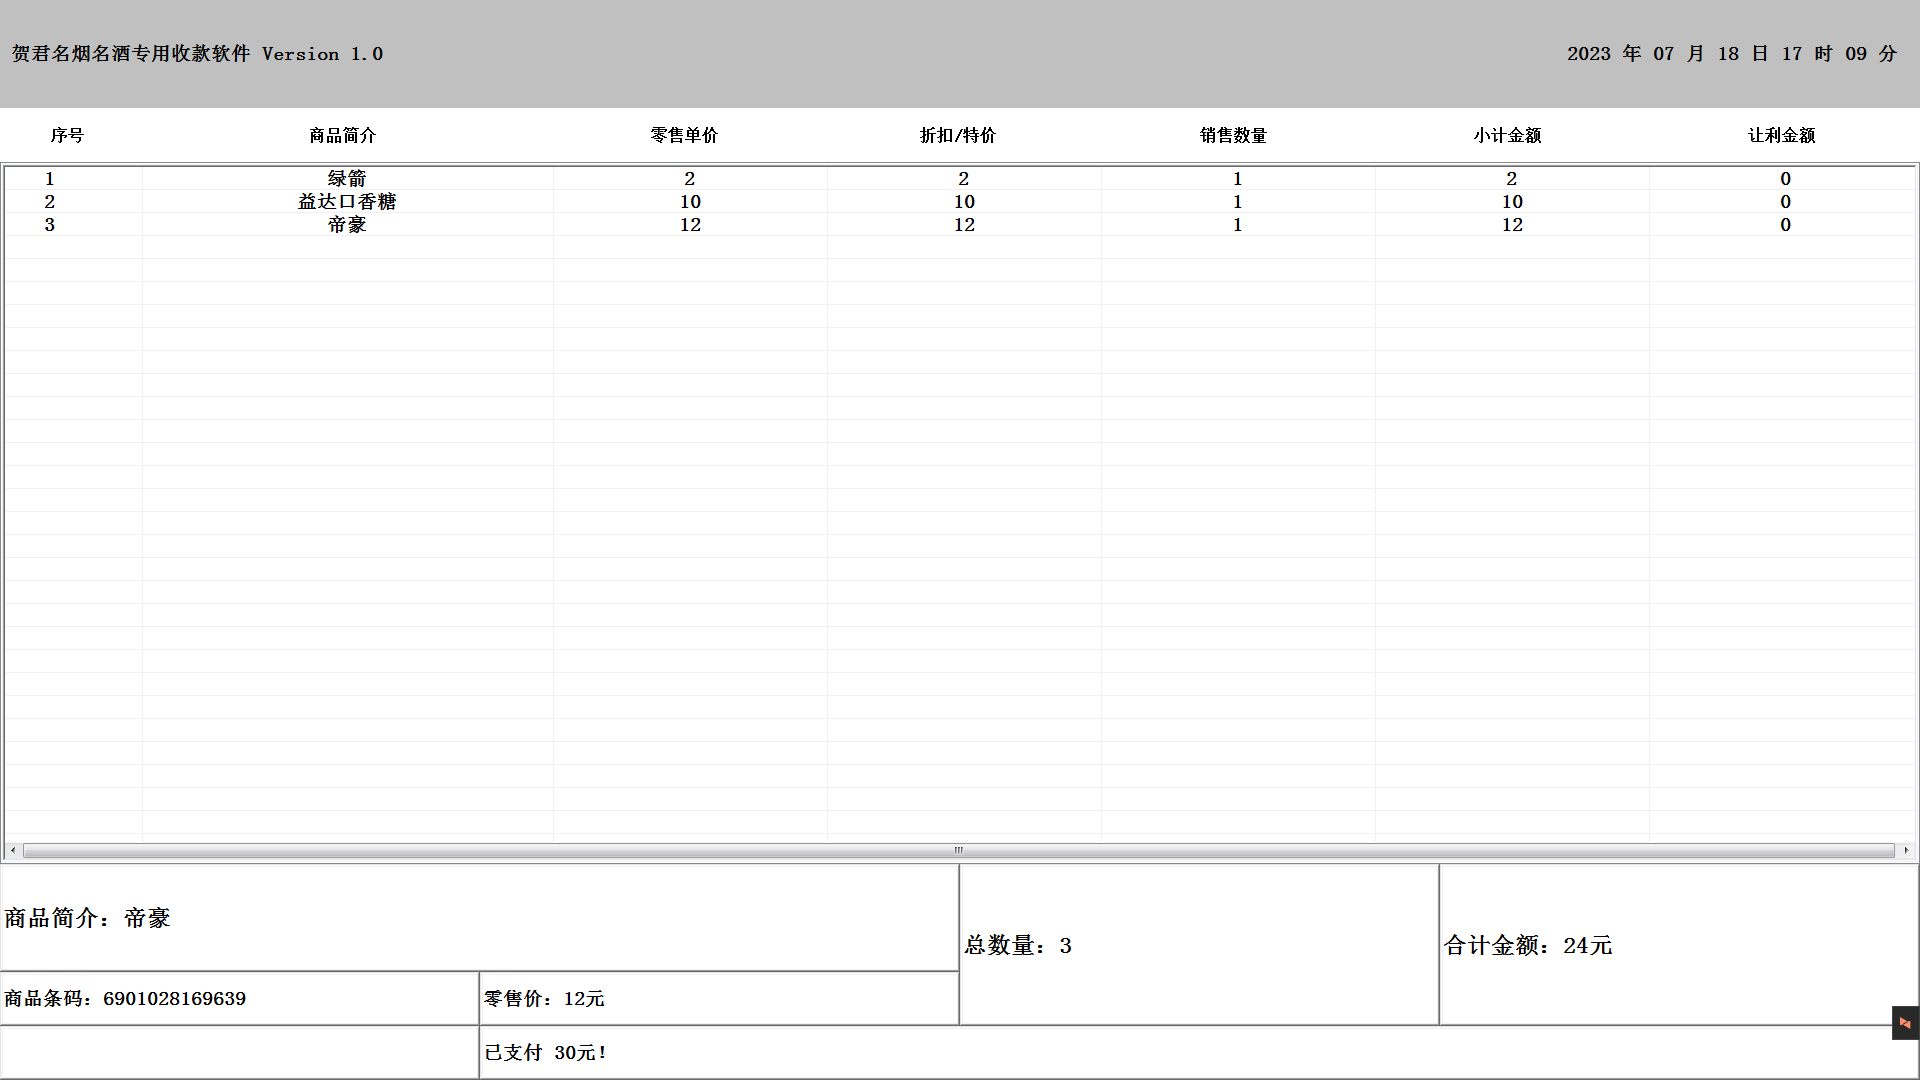 贺君名烟名酒专用收款软件 Version 1.0 2023 年 07 月 18 日 17 时 09 分
序号 商品简介 零售单价 折扣/特价 销售数量 小计金额 让利金额
1 绿箭 2 2 1 2 0
2 益达口香糖 10 10 1 10 0
3 帝豪 12 12 1 12 0
商品简介：帝豪
总数量：3 合计金额：24元
商品条码：6901028169639 零售价：12元
已支付 30元！